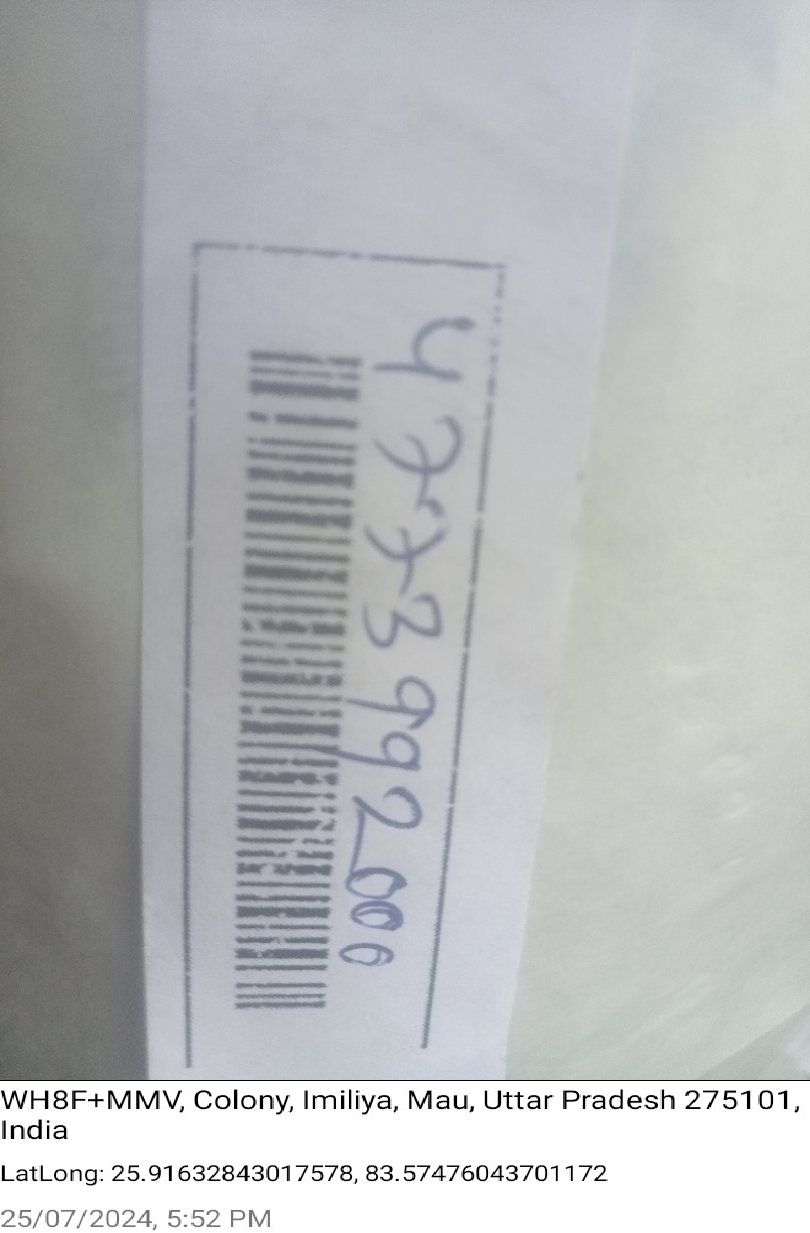 4773992000
WH8F+MMV, Colony, Imiliya, Mau, Uttar Pradesh 275101,
India
LatLong: 25.91632843017578, 83.57476043701172
25/07/2024, 5:52 PM